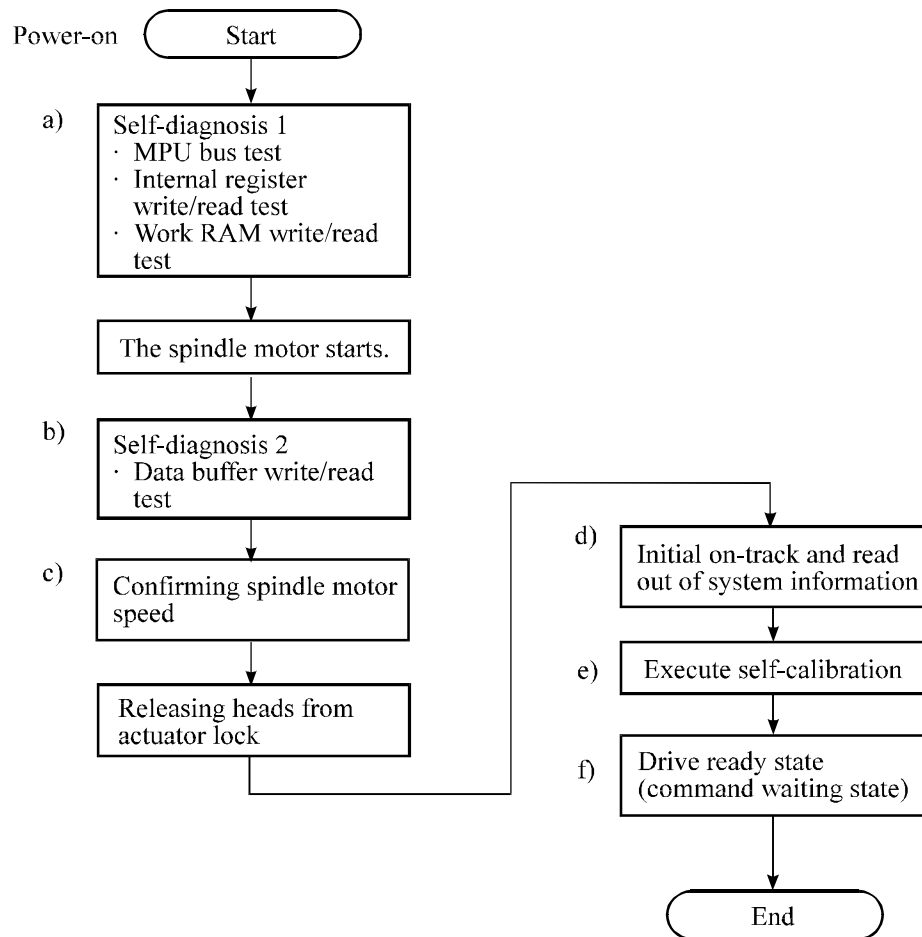 Power-on
Start
a)
Self-diagnosis 1
· MPU bus test
· Internal register
write/read test
· Work RAM write/read
test
The spindle motor starts.
b)
Self-diagnosis 2
· Data buffer write/read
test
c)
Confirming spindle motor
speed
Releasing heads from
actuator lock
d)
Initial on-track and read
out of system information
e)
Execute self-calibration
f)
Drive ready state
(command waiting state)
End